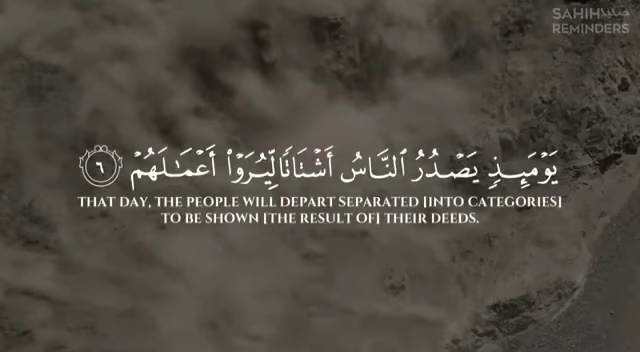 SAHIH
REMINDERS
يَوْمَئِذٍ يَصْدُرُ ٱلنَّاسُ أَشْتَاتًا لِّيُرَوْا۟ أَعْمَـٰلَهُمْ ٦
THAT DAY, THE PEOPLE WILL DEPART SEPARATED [INTO CATEGORIES]
TO BE SHOWN [THE RESULT OF] THEIR DEEDS.